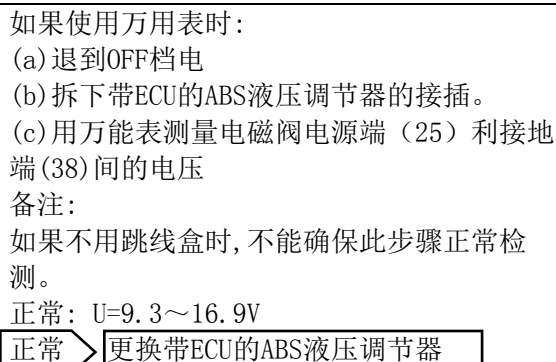 如果使用万用表时:
(a)退到OFF档电
(b)拆下带ECU的ABS液压调节器的接插。
(c)用万能表测量电磁阀电源端（25）利接地
端(38)间的电压
备注:
如果不用跳线盒时,不能确保此步骤正常检
测。
正常: U=9.3～16.9V
正常 更换带ECU的ABS液压调节器